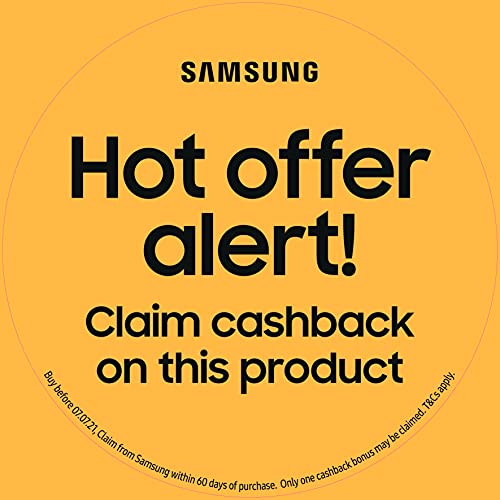 SAMSUNG
Hot offer
alert!
Claim cashback
on this product
Buy before 07.07.21, Claim from Samsung within 60 days of purchase. Only one cashback bonus may be claimed. T&Cs apply.